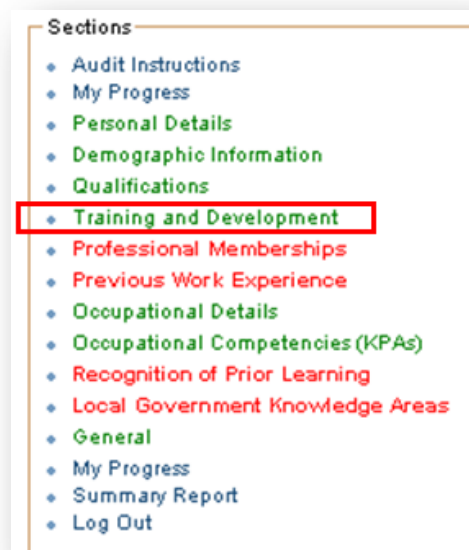 Sections
Audit Instructions
My Progress
Personal Details
Demographic Information
Qualifications
Training and Development
Professional Memberships
Previous Work Experience
Occupational Details
Occupational Competencies (KPAs)
Recognition of Prior Learning
Local Government Knowledge Areas
General
My Progress
Summary Report
Log Out